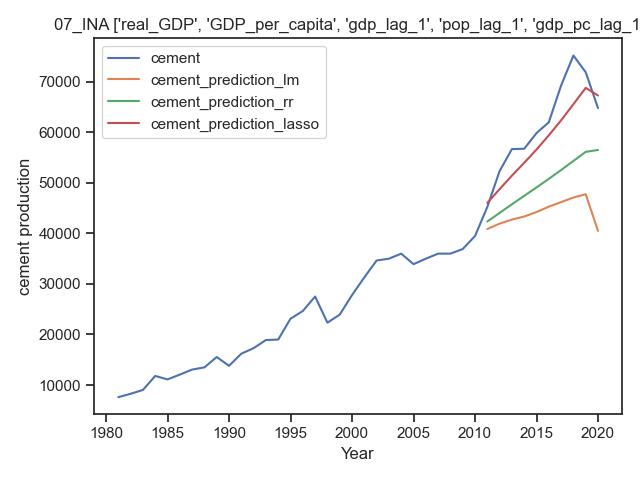 07_INA ['real_GDP', 'GDP_per_capita', 'gdp_lag_1', 'pop_lag_1', 'gdp_pc_lag_1
cement
cement_prediction_lm
cement_prediction_rr
cement_prediction_lasso
cement production
70000
60000
50000
40000
30000
20000
10000
1980 1985 1990 1995 2000 2005 2010 2015 2020
Year